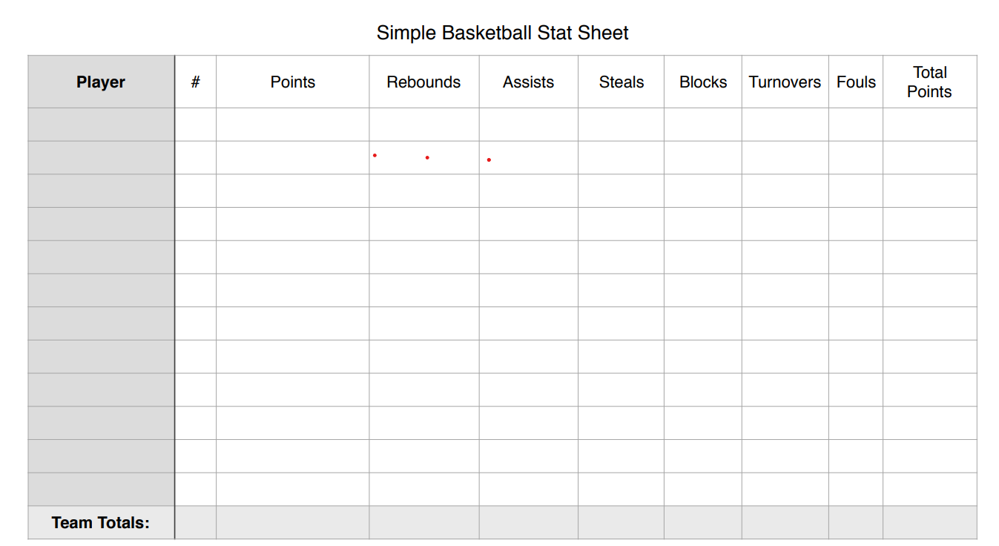 Simple Basketball Stat Sheet
Player # Points Rebounds Assists Steals Blocks Turnovers Fouls Total Points
Team Totals: